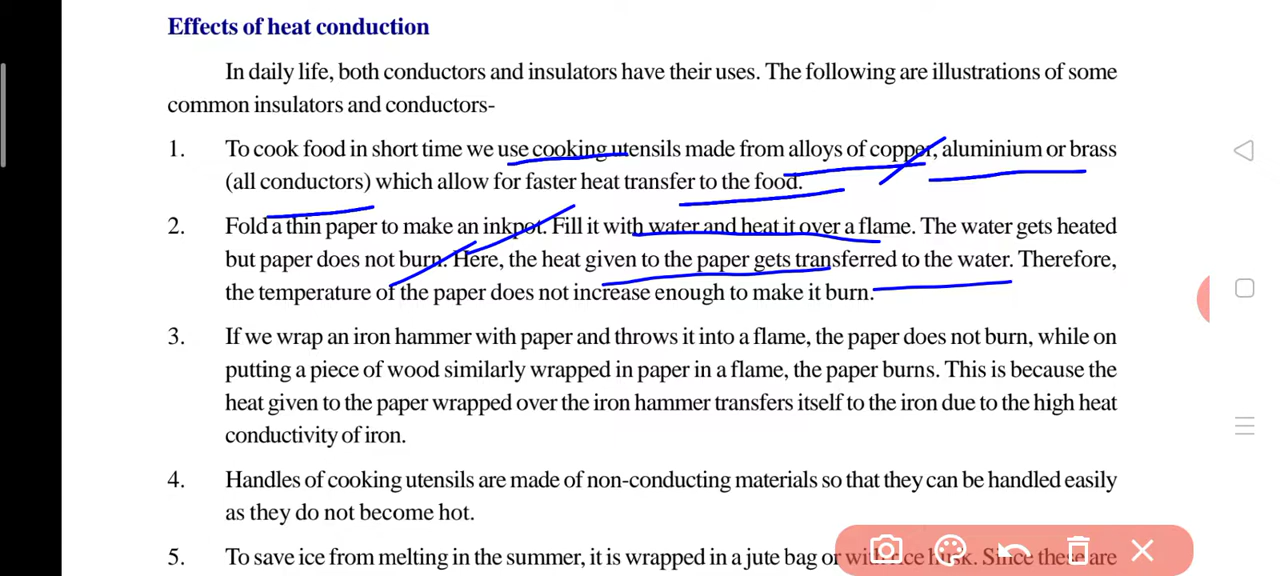 Effects of heat conduction
In daily life, both conductors and insulators have their uses. The following are illustrations of some
common insulators and conductors-
1. To cook food in short time we use cooking utensils made from alloys of copper, aluminium or brass
(all conductors) which allow for faster heat transfer to the food.
2. Fold a thin paper to make an inkpot. Fill it with water and heat it over a flame. The water gets heated
but paper does not burn. Here, the heat given to the paper gets transferred to the water. Therefore,
the temperature of the paper does not increase enough to make it burn.
3. If we wrap an iron hammer with paper and throws it into a flame, the paper does not burn, while on
putting a piece of wood similarly wrapped in paper in a flame, the paper burns. This is because the
heat given to the paper wrapped over the iron hammer transfers itself to the iron due to the high heat
conductivity of iron.
4. Handles of cooking utensils are made of non-conducting materials so that they can be handled easily
as they do not become hot.
5. To save ice from melting in the summer, it is wrapped in a jute bag or with rice husk. Since these are